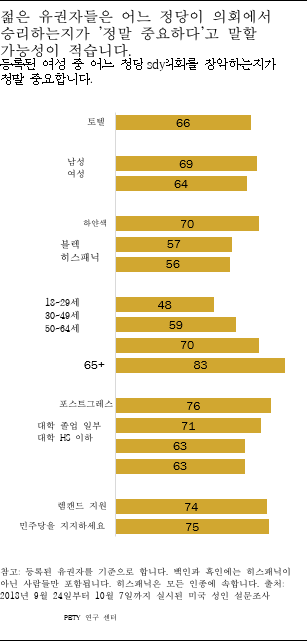 젊은 유권자들은 어느 정당이 의회에서
승리하는지가 '정말 중요하다'고 말할
가능성이 적습니다.
등록된 여성 중 어느 정당 sdy의회를 장악하는지가
정말 중요합니다.
토텔 66
남성 69
여성 64
하얀색 70
블랙 57
히스패닉 56
18-29세 48
30-49세 59
50-64세 70
65+ 83
포스트그레스 76
대학 졸업 일부 71
대학 HS 이하 63
63
렙캔드 지원 74
민주당을 지지하세요 75
참고: 등록된 유권자를 기준으로 합니다. 백인과 흑인에는 히스패닉이
아닌 사람들만 포함됩니다. 히스패닉은 모든 인종에 속합니다. 출처:
2018년 9월 24일부터 10월 7일까지 실시된 미국 성인 설문조사
PETY 연구 센터